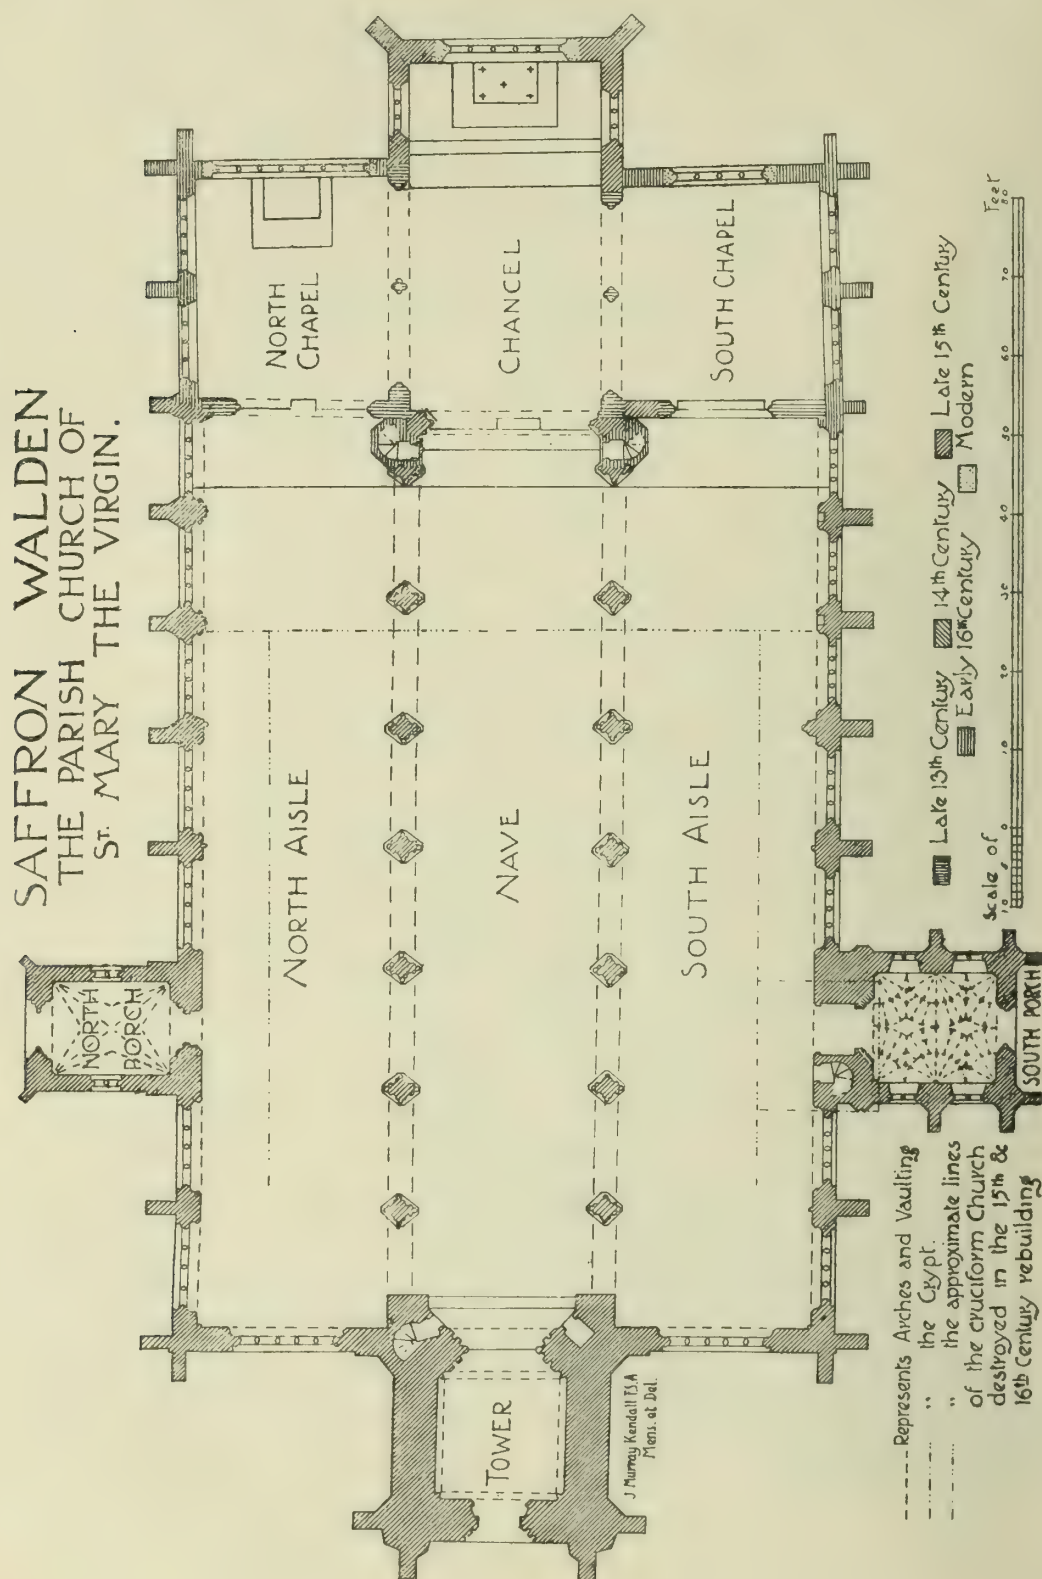 SAFFRON WALDEN
THE PARISH CHURCH OF
ST. MARY THE VIRGIN.
NORTH
PORCH
NORTH AISLE
NORTH
CHAPEL
TOWER
NAVE
CHANCEL
SOUTH AISLE
SOUTH CHAPEL
J Murray Kendall F.S.A
Mens. et Del.
SOUTH PORCH
---- Represents Arches and Vaulting
-..-..- " the Crypt.
-...-...- " the approximate lines
of the cruciform Church
destroyed in the 15th &
16th Century rebuilding
Late 13th Century 14th Century Late 15th Century
Early 16th Century Modern
Scale of
10 5 0 10 20 30 40 50 60 70 80
Feet